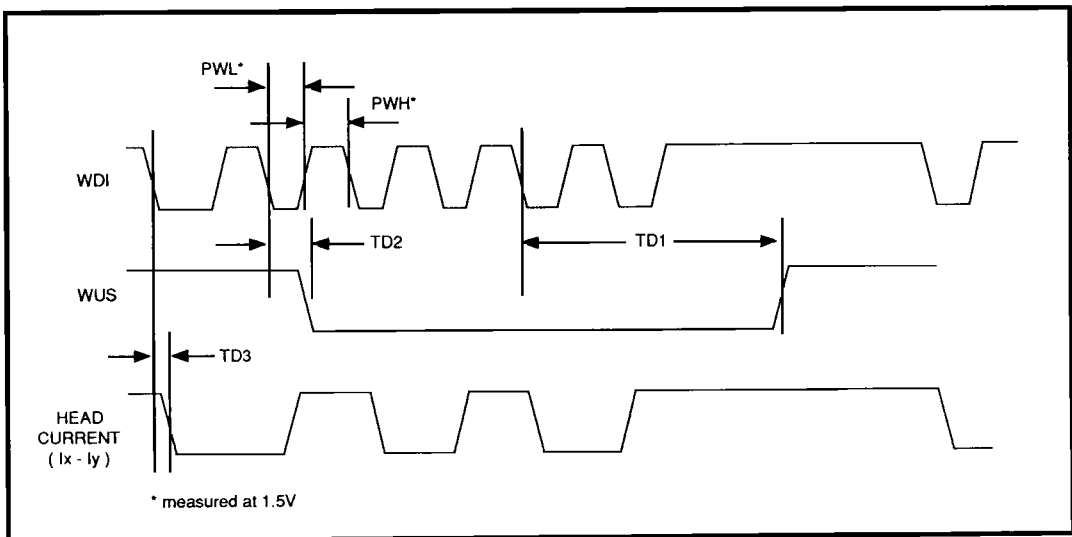 PWL*
PWH*
WDI
TD2
TD1
WUS
TD3
HEAD
CURRENT
( Ix - Iy )
* measured at 1.5V